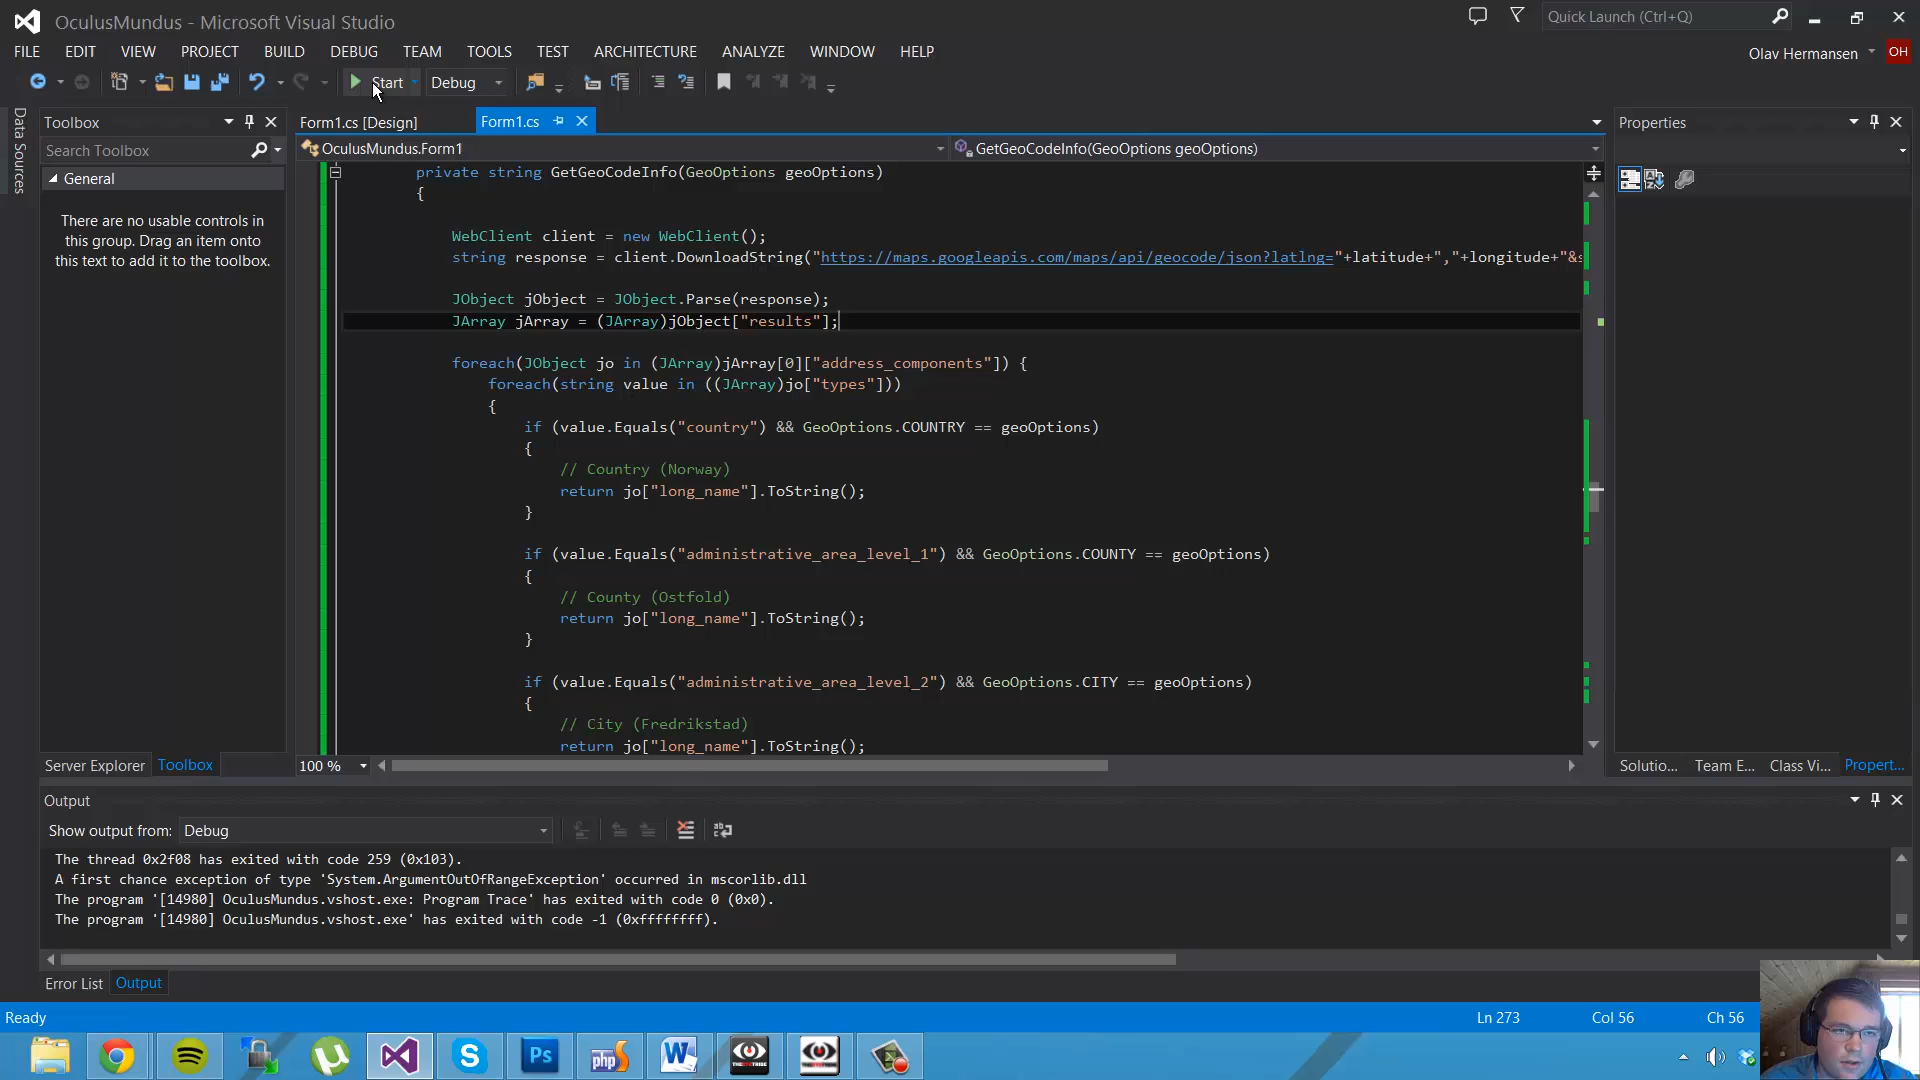 OculusMundus - Microsoft Visual Studio
Quick Launch (Ctrl+Q)
FILE EDIT VIEW PROJECT BUILD DEBUG TEAM TOOLS TEST ARCHITECTURE ANALYZE WINDOW HELP
Olav Hermansen OH
Start Debug
Data Sources
Toolbox
Search Toolbox
General
There are no usable controls in
this group. Drag an item onto
this text to add it to the toolbox.
Server Explorer Toolbox
Form1.cs [Design] Form1.cs
OculusMundus.Form1 GetGeoCodeInfo(GeoOptions geoOptions)
private string GetGeoCodeInfo(GeoOptions geoOptions)
{
WebClient client = new WebClient();
string response = client.DownloadString("https://maps.googleapis.com/maps/api/geocode/json?latlng="+latitude+","+longitude+"&s
JObject jObject = JObject.Parse(response);
JArray jArray = (JArray)jObject["results"];
foreach(JObject jo in (JArray)jArray[0]["address_components"]) {
foreach(string value in ((JArray)jo["types"]))
{
if (value.Equals("country") && GeoOptions.COUNTRY == geoOptions)
{
// Country (Norway)
return jo["long_name"].ToString();
}
if (value.Equals("administrative_area_level_1") && GeoOptions.COUNTY == geoOptions)
{
// County (Ostfold)
return jo["long_name"].ToString();
}
if (value.Equals("administrative_area_level_2") && GeoOptions.CITY == geoOptions)
{
// City (Fredrikstad)
return jo["long_name"].ToString();
100 %
Properties
Solutio... Team E... Class Vi... Propert...
Output
Show output from: Debug
The thread 0x2f08 has exited with code 259 (0x103).
A first chance exception of type 'System.ArgumentOutOfRangeException' occurred in mscorlib.dll
The program '[14980] OculusMundus.vshost.exe: Program Trace' has exited with code 0 (0x0).
The program '[14980] OculusMundus.vshost.exe' has exited with code -1 (0xffffffff).
Error List Output
Ready Ln 273 Col 56 Ch 56
Ps php W